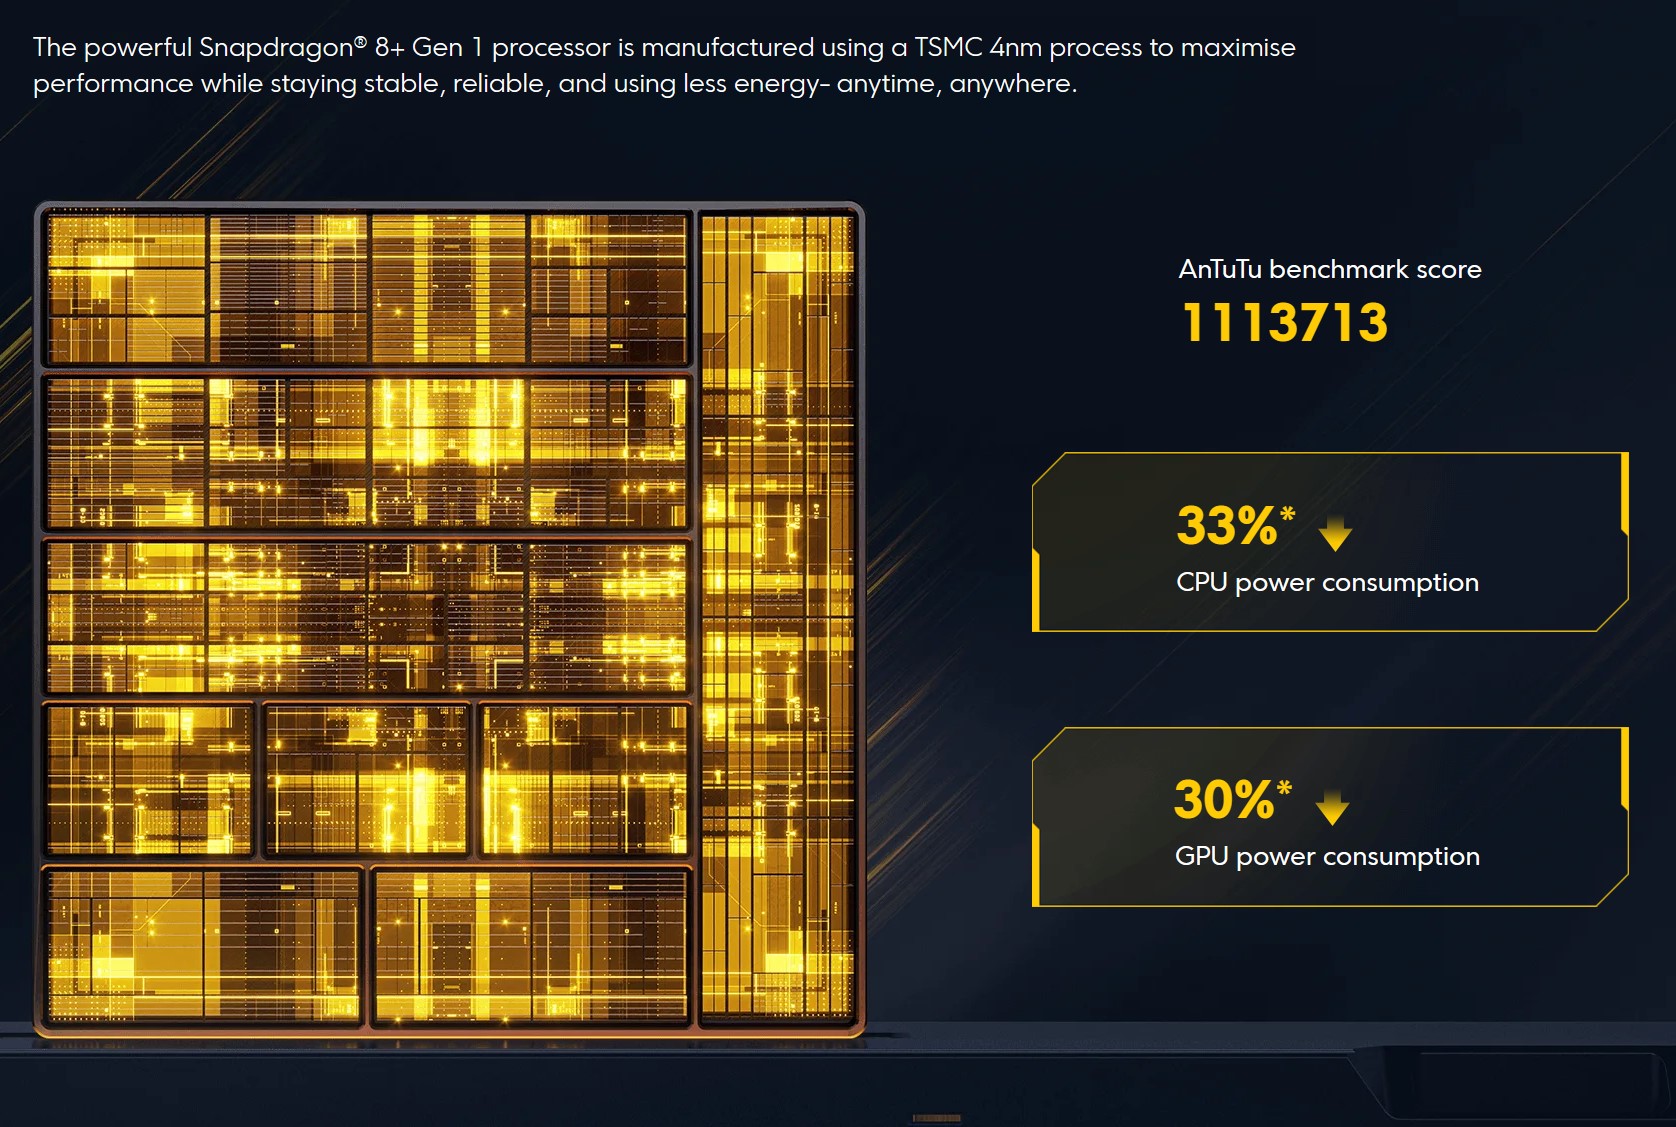 The powerful Snapdragon® 8+ Gen 1 processor is manufactured using a TSMC 4nm process to maximise
performance while staying stable, reliable, and using less energy- anytime, anywhere.
AnTuTu benchmark score
1113713
33%*
CPU power consumption
30%*
GPU power consumption